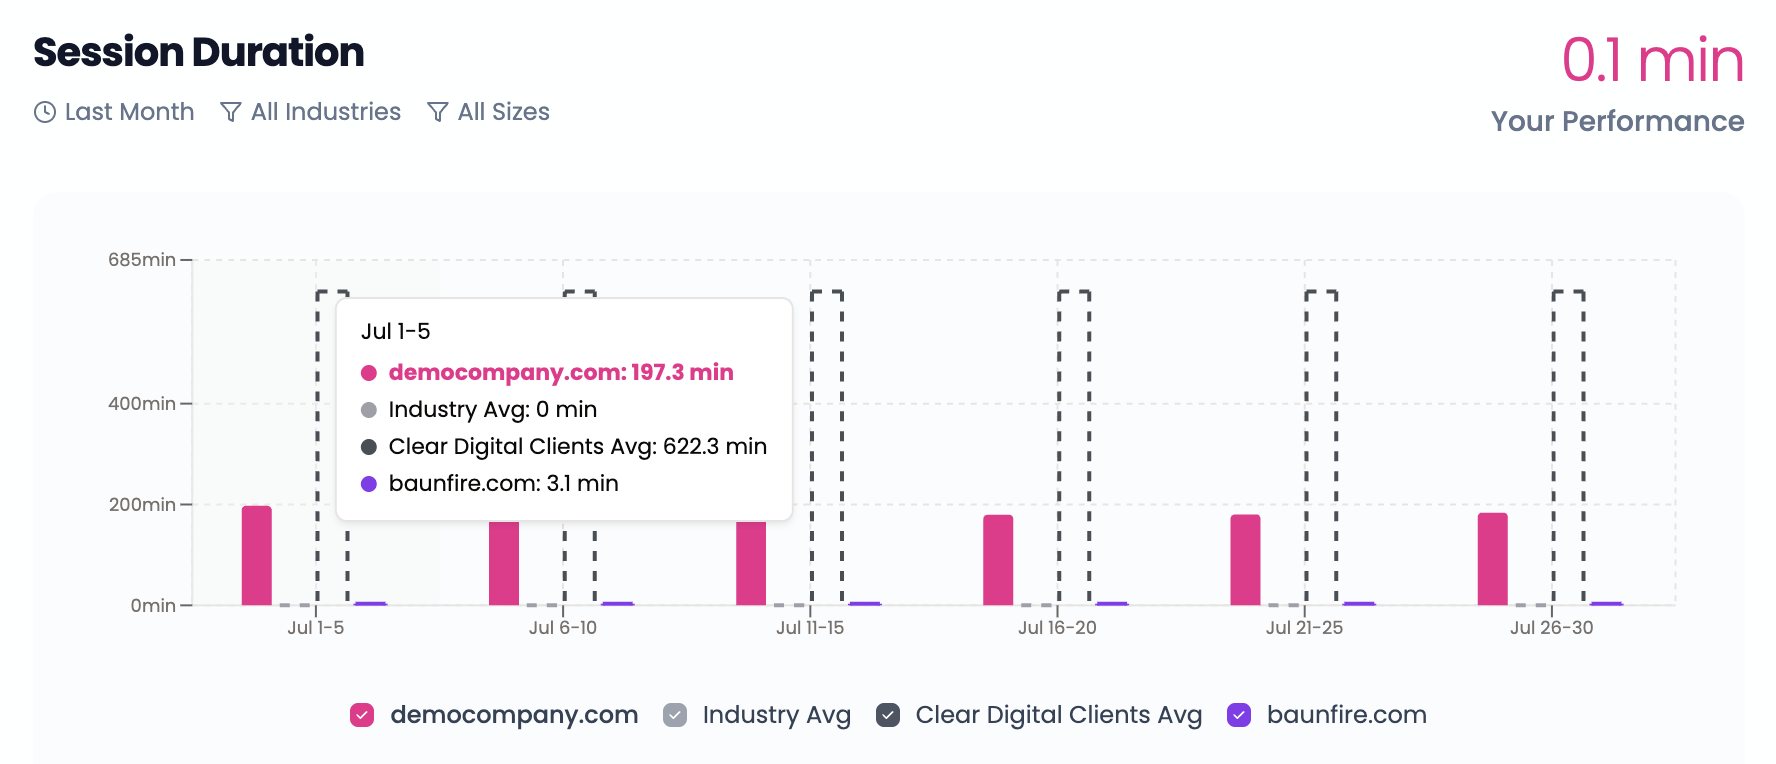 Session Duration
0.1 min
Last Month All Industries All Sizes
Your Performance
685min
400min
200min
0min
Jul 1-5
democompany.com: 197.3 min
Industry Avg: 0 min
Clear Digital Clients Avg: 622.3 min
baunfire.com: 3.1 min
Jul 1-5 Jul 6-10 Jul 11-15 Jul 16-20 Jul 21-25 Jul 26-30
democompany.com Industry Avg Clear Digital Clients Avg baunfire.com